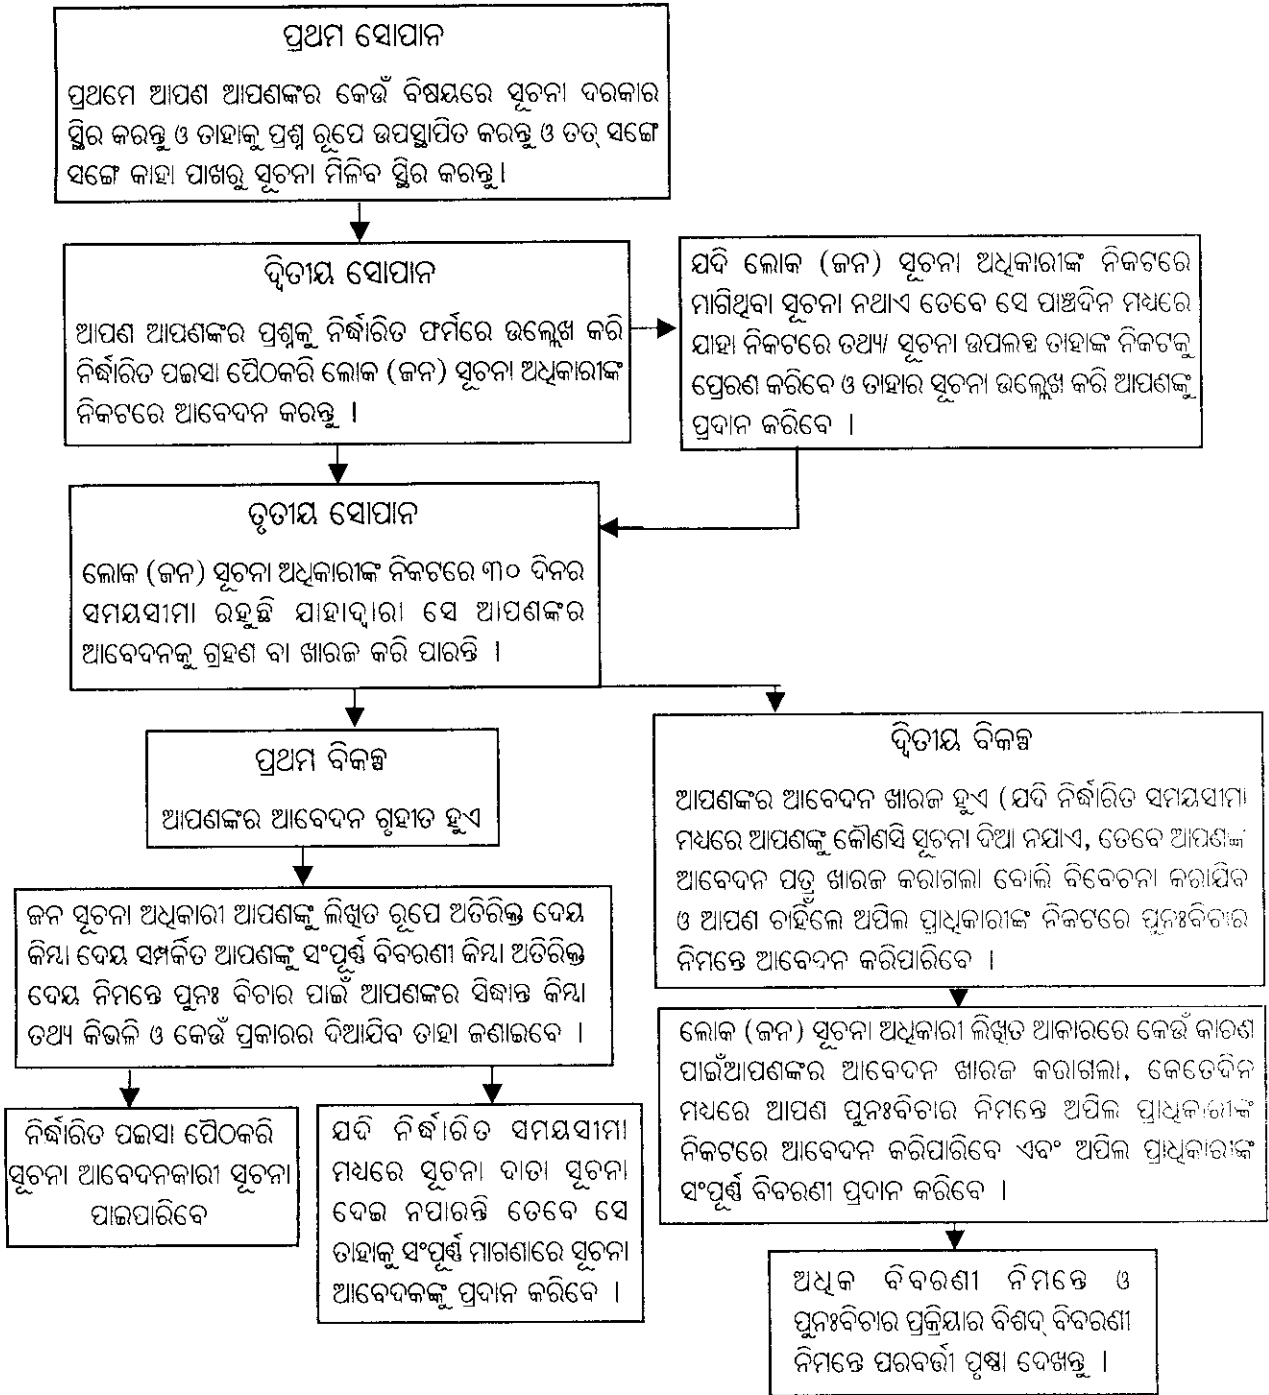 ପ୍ରଥମ ସୋପାନ
ପ୍ରଥମେ ଆପଣ ଆପଣଙ୍କର କେଉଁ ବିଷୟରେ ସୂଚନା ଦରକାର
ସ୍ଥିର କରନ୍ତୁ ଓ ତାହାକୁ ପ୍ରଶ୍ନ ରୂପେ ଉପସ୍ଥାପିତ କରନ୍ତୁ ଓ ତତ୍ ସଙ୍ଗେ
ସଙ୍ଗେ କାହା ପାଖରୁ ସୂଚନା ମିଳିବ ସ୍ଥିର କରନ୍ତୁ।
ଦ୍ୱିତୀୟ ସୋପାନ
ଆପଣ ଆପଣଙ୍କର ପ୍ରଶ୍ନକୁ ନିର୍ଦ୍ଧାରିତ ଫର୍ମରେ ଉଲ୍ଲେଖ କରି
ନିର୍ଦ୍ଧାରିତ ପଇସା ପୈଠକରି ଲୋକ (ଜନ) ସୂଚନା ଅଧିକାରୀଙ୍କ
ନିକଟରେ ଆବେଦନ କରନ୍ତୁ ।
ଯଦି ଲୋକ (ଜନ) ସୂଚନା ଅଧିକାରୀଙ୍କ ନିକଟରେ
ମାଗିଥିବା ସୂଚନା ନଥାଏ ତେବେ ସେ ପାଞ୍ଚଦିନ ମଧ୍ୟରେ
ଯାହା ନିକଟରେ ତଥ୍ୟ/ ସୂଚନା ଉପଲବ୍ଧ ତାହାଙ୍କ ନିକଟକୁ
ପ୍ରେରଣ କରିବେ ଓ ତାହାର ସୂଚନା ଉଲ୍ଲେଖ କରି ଆପଣଙ୍କୁ
ପ୍ରଦାନ କରିବେ ।
ତୃତୀୟ ସୋପାନ
ଲୋକ (ଜନ) ସୂଚନା ଅଧିକାରୀଙ୍କ ନିକଟରେ ୩୦ ଦିନର
ସମୟସୀମା ରହୁଛି ଯାହାଦ୍ୱାରା ସେ ଆପଣଙ୍କର
ଆବେଦନକୁ ଗ୍ରହଣ ବା ଖାରଜ କରି ପାରନ୍ତି ।
ପ୍ରଥମ ବିକଳ୍ପ
ଆପଣଙ୍କର ଆବେଦନ ଗୃହୀତ ହୁଏ
ଦ୍ୱିତୀୟ ବିକଳ୍ପ
ଆପଣଙ୍କର ଆବେଦନ ଖାରଜ ହୁଏ (ଯଦି ନିର୍ଦ୍ଧାରିତ ସମୟସୀମା
ମଧ୍ୟରେ ଆପଣଙ୍କୁ କୌଣସି ସୂଚନା ଦିଆ ନଯାଏ, ତେବେ ଆପଣଙ୍କ
ଆବେଦନ ପତ୍ର ଖାରଜ କରାଗଲା ବୋଲି ବିବେଚନା କରାଯିବ
ଓ ଆପଣ ଚାହିଁଲେ ଅପିଲ ପ୍ରାଧିକାରୀଙ୍କ ନିକଟରେ ପୁନଃବିଚାର
ନିମନ୍ତେ ଆବେଦନ କରିପାରିବେ ।
ଜନ ସୂଚନା ଅଧିକାରୀ ଆପଣଙ୍କୁ ଲିଖିତ ରୂପେ ଅତିରିକ୍ତ ଦେୟ
କିମ୍ବା ଦେୟ ସମ୍ପର୍କିତ ଆପଣଙ୍କୁ ସଂପୂର୍ଣ୍ଣ ବିବରଣୀ କିମ୍ବା ଅତିରିକ୍ତ
ଦେୟ ନିମନ୍ତେ ପୁନଃ ବିଚାର ପାଇଁ ଆପଣଙ୍କର ସିଦ୍ଧାନ୍ତ କିମ୍ବା
ତଥ୍ୟ କିଭଳି ଓ କେଉଁ ପ୍ରକାରର ଦିଆଯିବ ତାହା ଜଣାଇବେ ।
ଲୋକ (ଜନ) ସୂଚନା ଅଧିକାରୀ ଲିଖିତ ଆକାରରେ କେଉଁ କାରଣ
ପାଇଁଆପଣଙ୍କର ଆବେଦନ ଖାରଜ କରାଗଲା, କେତେଦିନ
ମଧ୍ୟରେ ଆପଣ ପୁନଃବିଚାର ନିମନ୍ତେ ଅପିଲ ପ୍ରାଧିକାରୀଙ୍କ
ନିକଟରେ ଆବେଦନ କରିପାରିବେ ଏବଂ ଅପିଲ ପ୍ରାଧିକାରୀଙ୍କ
ସଂପୂର୍ଣ୍ଣ ବିବରଣୀ ପ୍ରଦାନ କରିବେ ।
ନିର୍ଦ୍ଧାରିତ ପଇସା ପୈଠକରି
ସୂଚନା ଆବେଦନକାରୀ ସୂଚନା
ପାଇପାରିବେ
ଯଦି ନିର୍ଦ୍ଧାରିତ ସମୟସୀମା
ମଧ୍ୟରେ ସୂଚନା ଦାତା ସୂଚନା
ଦେଇ ନପାରନ୍ତି ତେବେ ସେ
ତାହାକୁ ସଂପୂର୍ଣ୍ଣ ମାଗଣାରେ ସୂଚନା
ଆବେଦକଙ୍କୁ ପ୍ରଦାନ କରିବେ ।
ଅଧିକ ବିବରଣୀ ନିମନ୍ତେ ଓ
ପୁନଃବିଚାର ପ୍ରକ୍ରିୟାର ବିଶଦ୍ ବିବରଣୀ
ନିମନ୍ତେ ପରବର୍ତ୍ତୀ ପୃଷ୍ଠା ଦେଖନ୍ତୁ ।